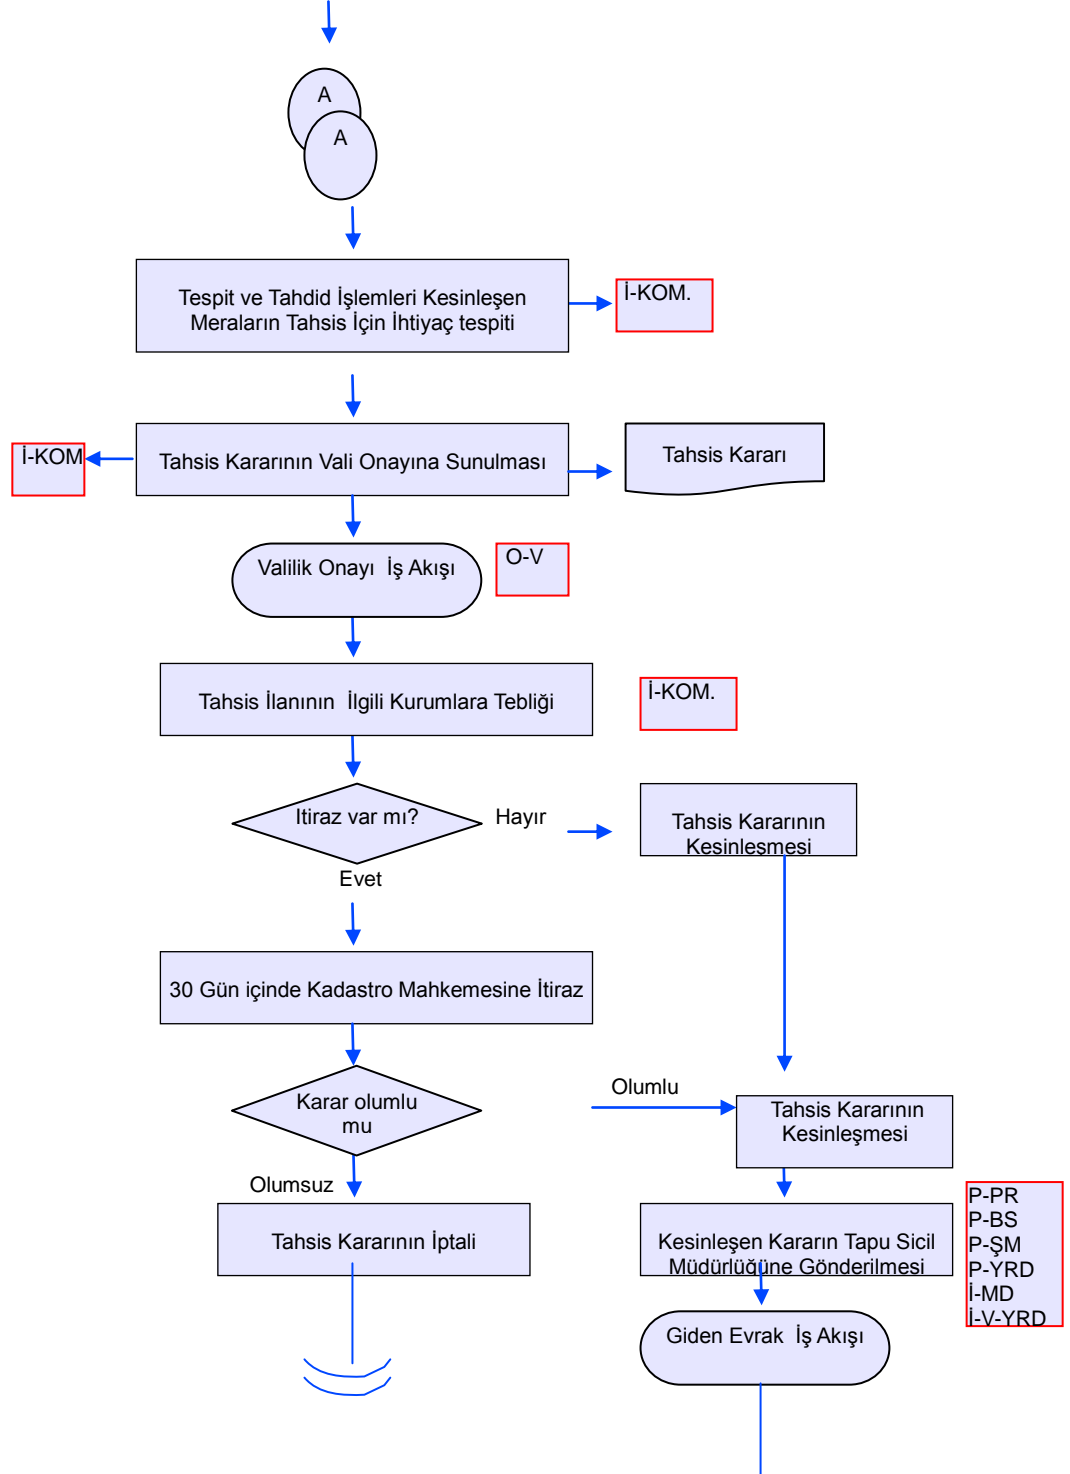 A
A
Tespit ve Tahdid İşlemleri Kesinleşen
Meraların Tahsis İçin İhtiyaç tespiti
İ-KOM.
İ-KOM
Tahsis Kararının Vali Onayına Sunulması
Tahsis Kararı
Valilik Onayı İş Akışı
O-V
Tahsis İlanının İlgili Kurumlara Tebliği
İ-KOM.
Itiraz var mı?
Hayır
Tahsis Kararının
Kesinleşmesi
Evet
30 Gün içinde Kadastro Mahkemesine İtiraz
Karar olumlu
mu
Olumlu
Tahsis Kararının
Kesinleşmesi
Olumsuz
Tahsis Kararının İptali
Kesinleşen Kararın Tapu Sicil
Müdürlüğüne Gönderilmesi
P-PR
P-BS
P-ŞM
P-YRD
İ-MD
İ-V-YRD
Giden Evrak İş Akışı